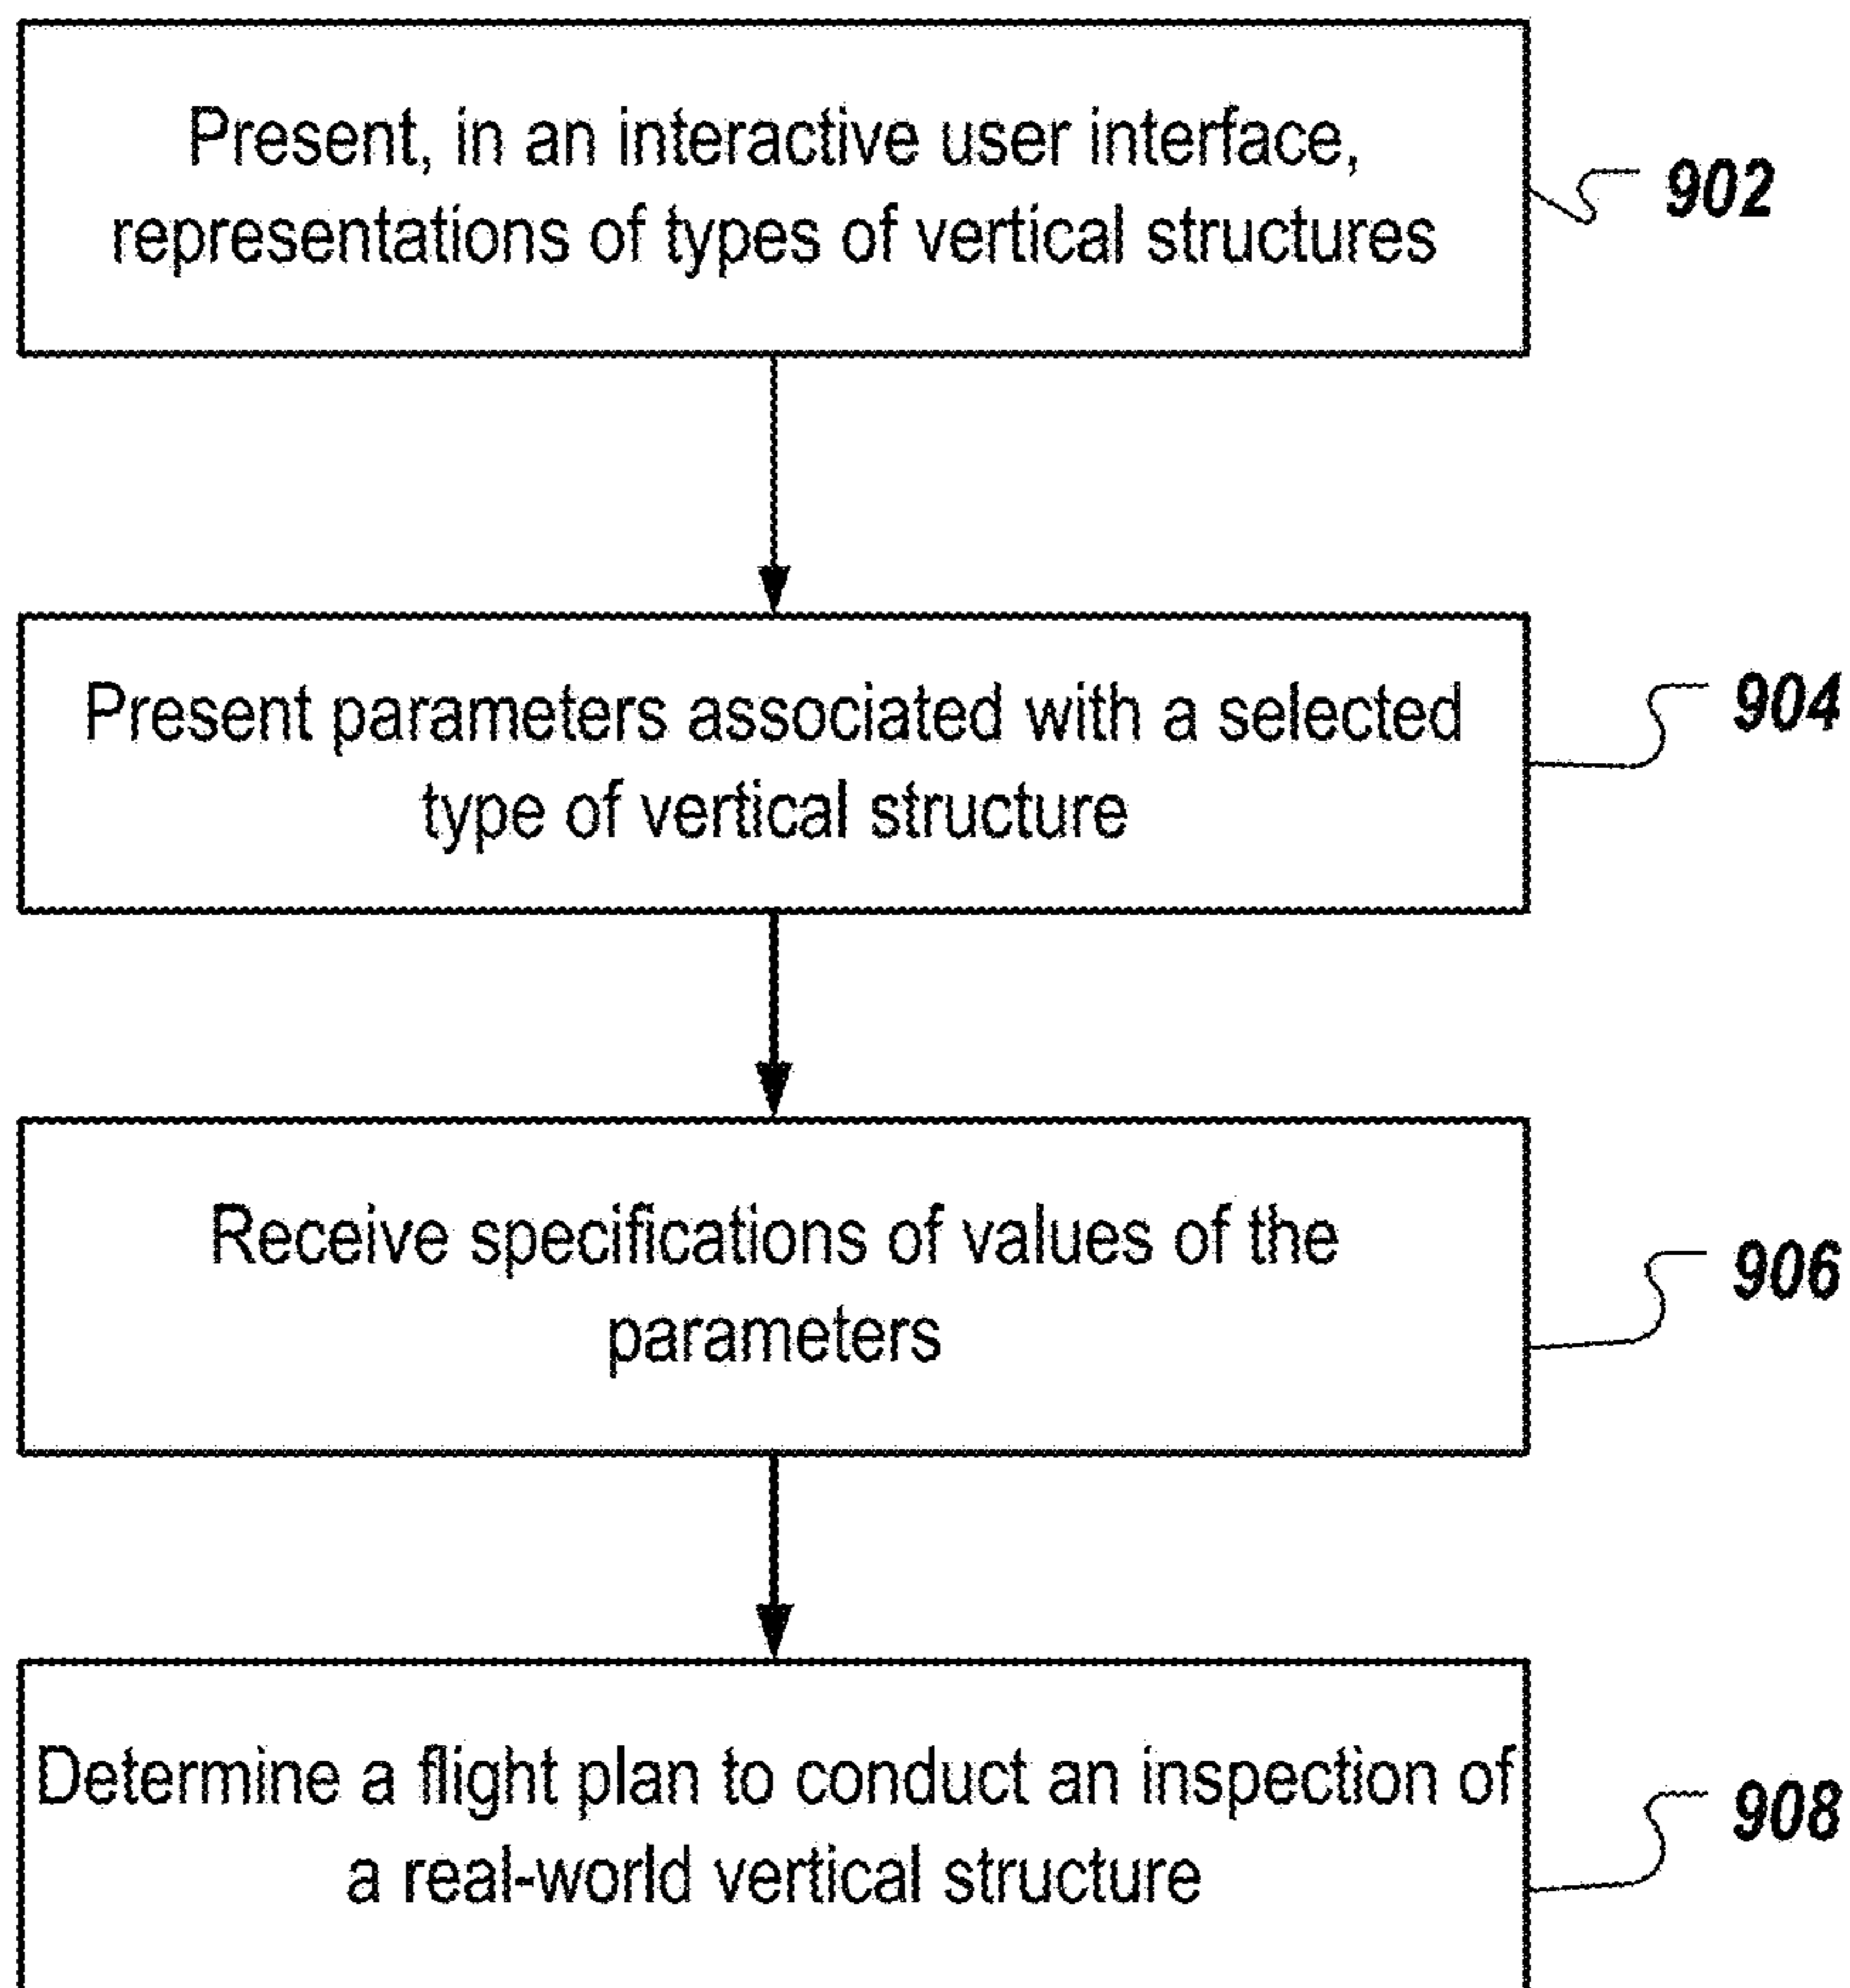 Present, in an interactive user interface,
representations of types of vertical structures
902
Present parameters associated with a selected
type of vertical structure
904
Receive specifications of values of the
parameters
906
Determine a flight plan to conduct an inspection of
a real-world vertical structure
908